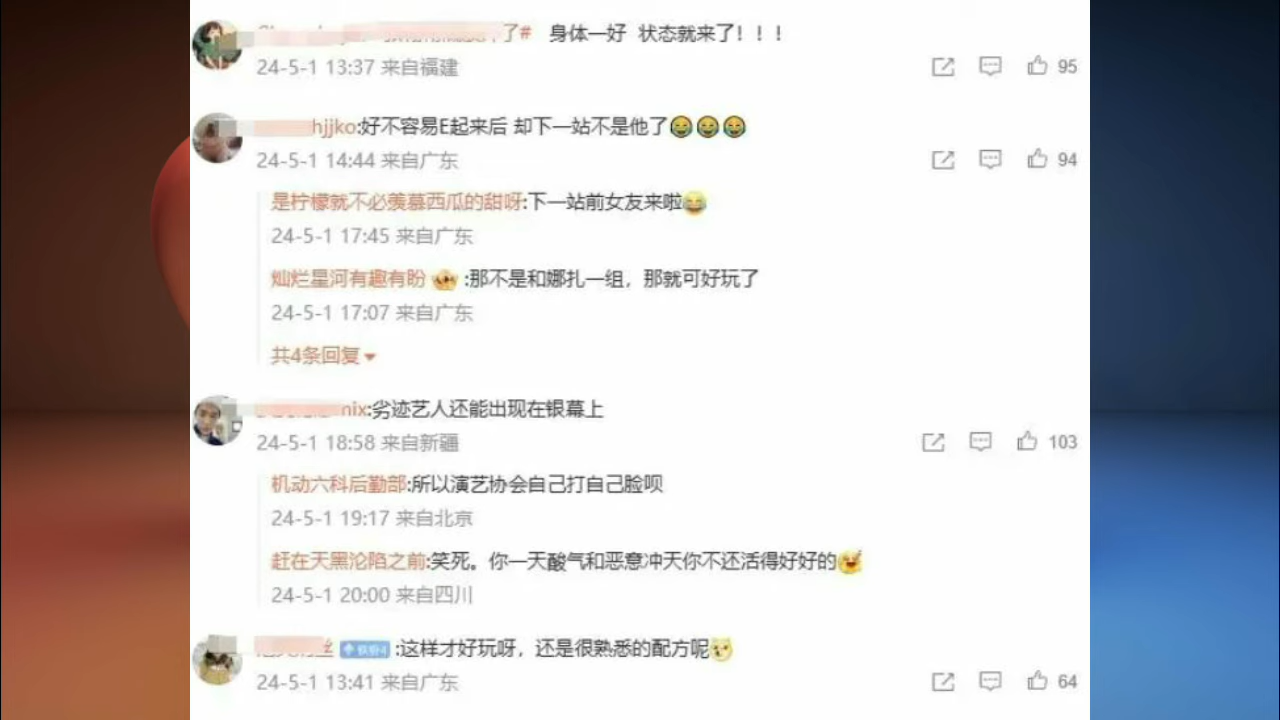 了# 身体一好 状态就来了！！！
24-5-1 13:37 来自福建
95
hjjko:好不容易E起来后 却下一站不是他了😂😂😂
24-5-1 14:44 来自广东
94
是柠檬就不必羡慕西瓜的甜呀:下一站前女友来啦😂
24-5-1 17:45 来自广东
灿烂星河有趣有盼 :那不是和娜扎一组，那就可好玩了
24-5-1 17:07 来自广东
共4条回复
nix:劣迹艺人还能出现在银幕上
24-5-1 18:58 来自新疆
103
机动六科后勤部:所以演艺协会自己打自己脸呗
24-5-1 19:17 来自北京
赶在天黑沦陷之前:笑死。你一天酸气和恶意冲天你不还活得好好的
24-5-1 20:00 来自四川
:这样才好玩呀，还是很熟悉的配方呢
24-5-1 13:41 来自广东
64